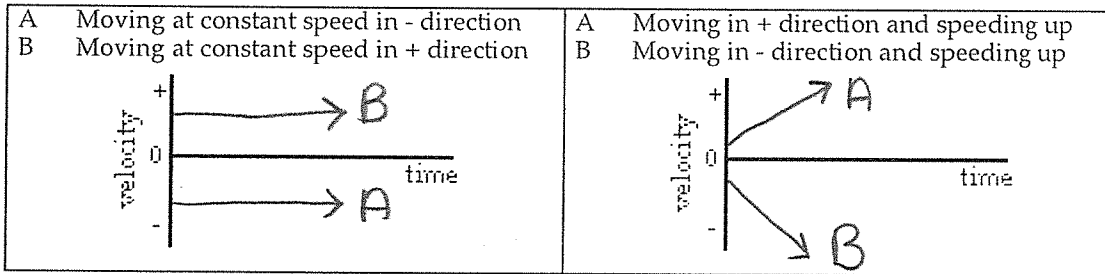 A Moving at constant speed in - direction
B Moving at constant speed in + direction
+
B
velocity
0
time
A
-
A Moving in + direction and speeding up
B Moving in - direction and speeding up
+
A
velocity
0
time
-
B